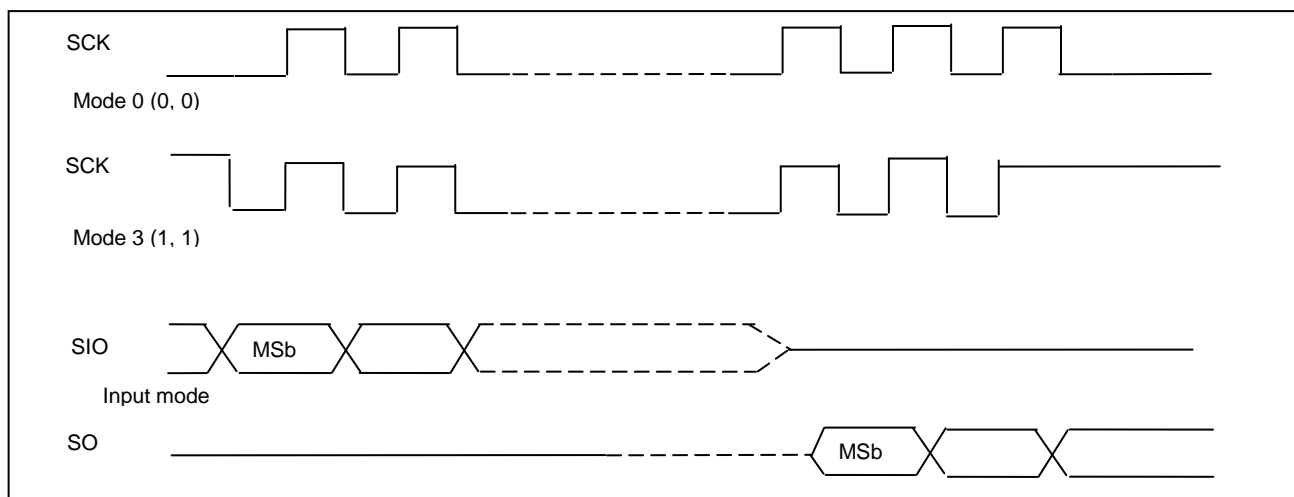 SCK
Mode 0 (0, 0)
SCK
Mode 3 (1, 1)
SIO
MSb
Input mode
SO
MSb